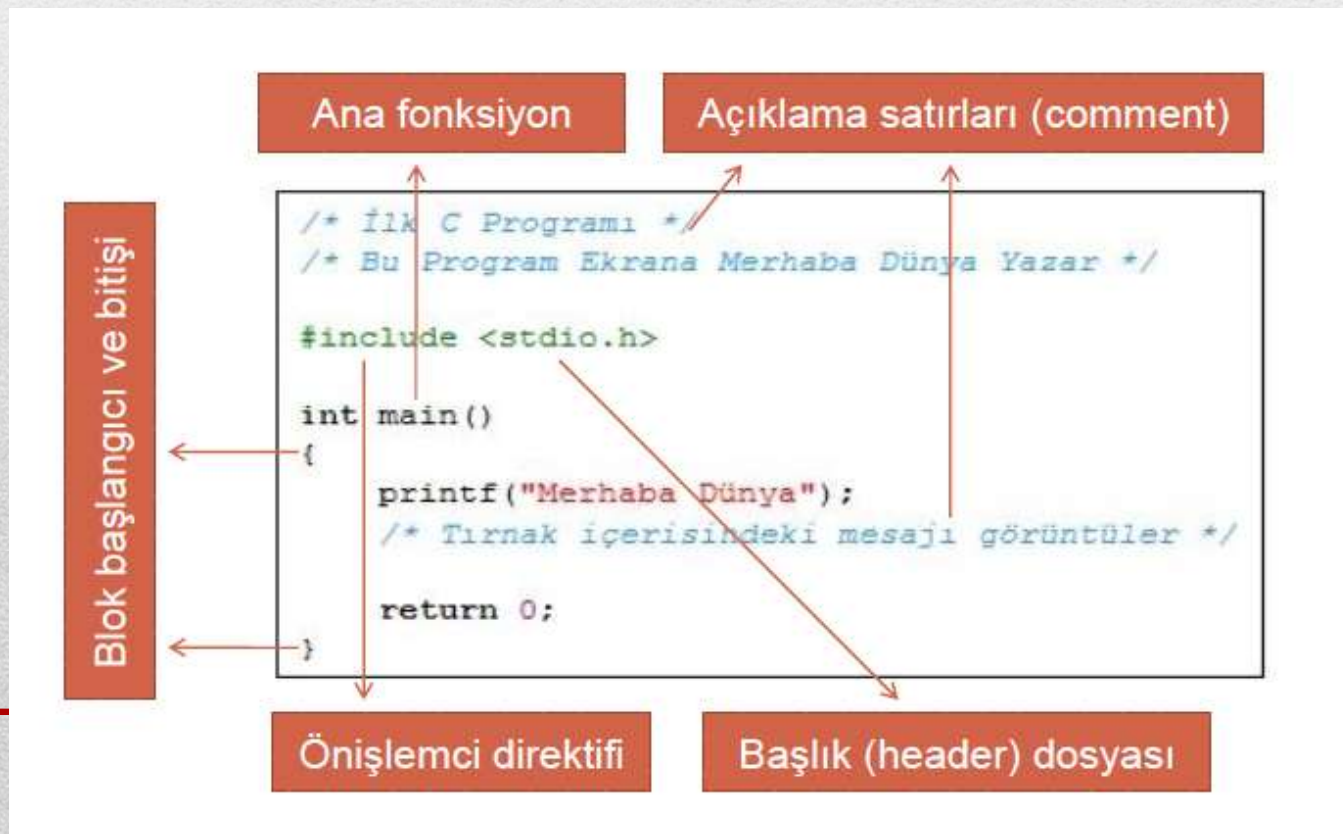 Ana fonksiyon
Açıklama satırları (comment)
Blok başlangıcı ve bitişi
/* İlk C Programı */
/* Bu Program Ekrana Merhaba Dünya Yazar */
#include <stdio.h>
int main()
{
printf("Merhaba Dünya");
/* Tırnak içerisindeki mesajı görüntüler */
return 0;
}
Önişlemci direktifi
Başlık (header) dosyası